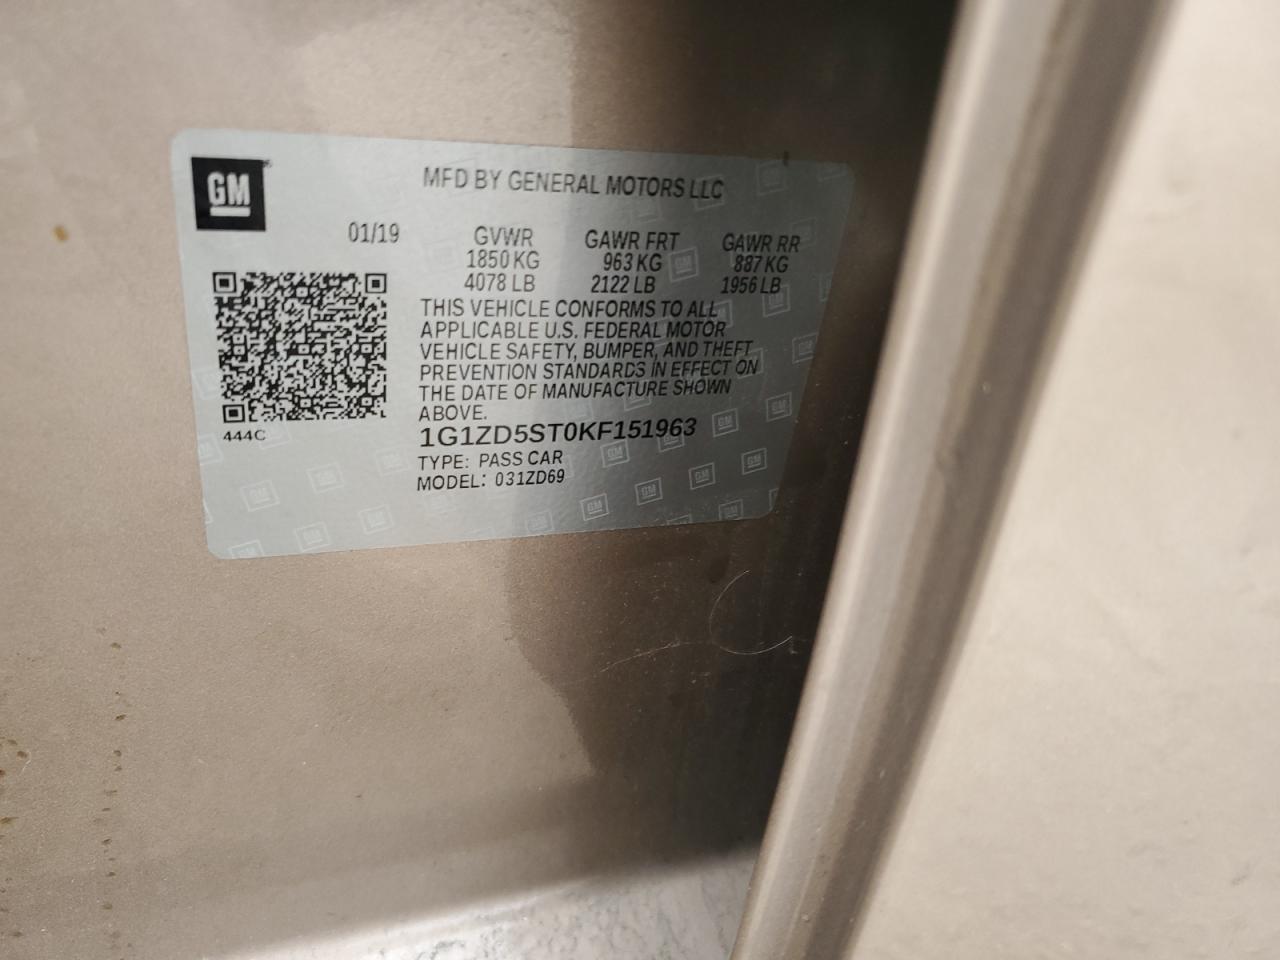 GM
MFD BY GENERAL MOTORS LLC
01/19 GVWR GAWR FRT GAWR RR
1850 KG 963 KG 887 KG
4078 LB 2122 LB 1956 LB
THIS VEHICLE CONFORMS TO ALL
APPLICABLE U.S. FEDERAL MOTOR
VEHICLE SAFETY, BUMPER, AND THEFT
PREVENTION STANDARDS IN EFFECT ON
THE DATE OF MANUFACTURE SHOWN
ABOVE.
444C
1G1ZD5ST0KF151963
TYPE: PASS CAR
MODEL: 031ZD69